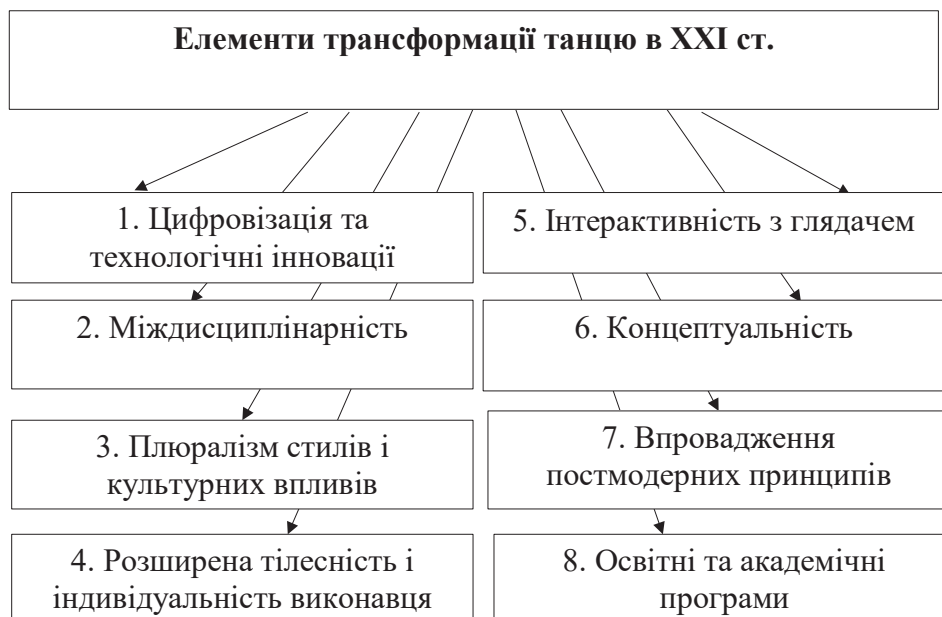 Елементи трансформації танцю в XXI ст.
1. Цифровізація та
технологічні інновації
2. Міждисциплінарність
3. Плюралізм стилів і
культурних впливів
4. Розширена тілесність і
індивідуальність виконавця
5. Інтерактивність з глядачем
6. Концептуальність
7. Впровадження
постмодерних принципів
8. Освітні та академічні
програми